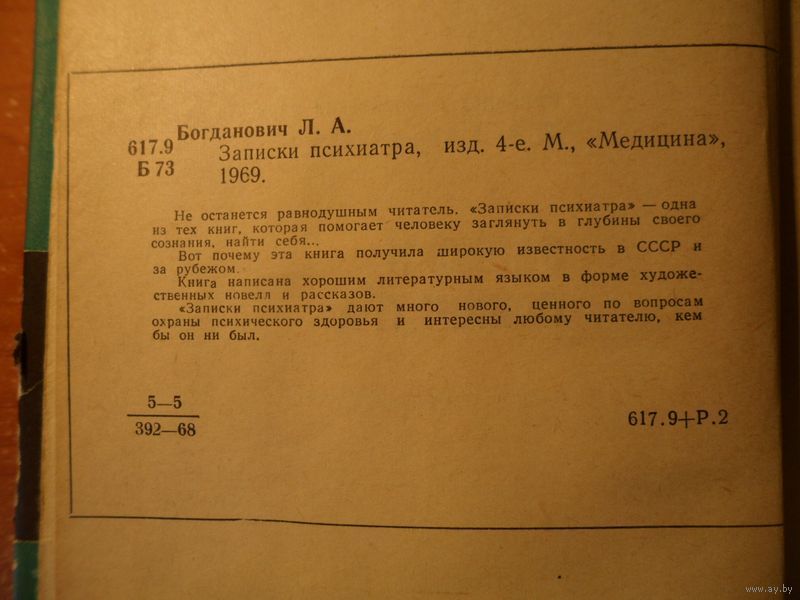 Богданович Л. А.
617.9 Записки психиатра, изд. 4-е. М., «Медицина»,
Б 73 1969.
Не останется равнодушным читатель. «Записки психиатра» — одна
из тех книг, которая помогает человеку заглянуть в глубины своего
сознания, найти себя...
Вот почему эта книга получила широкую известность в СССР и
за рубежом.
Книга написана хорошим литературным языком в форме художе-
ственных новелл и рассказов.
«Записки психиатра» дают много нового, ценного по вопросам
охраны психического здоровья и интересны любому читателю, кем
бы он ни был.
5—5
392—68
617.9+Р.2
www.ay.by